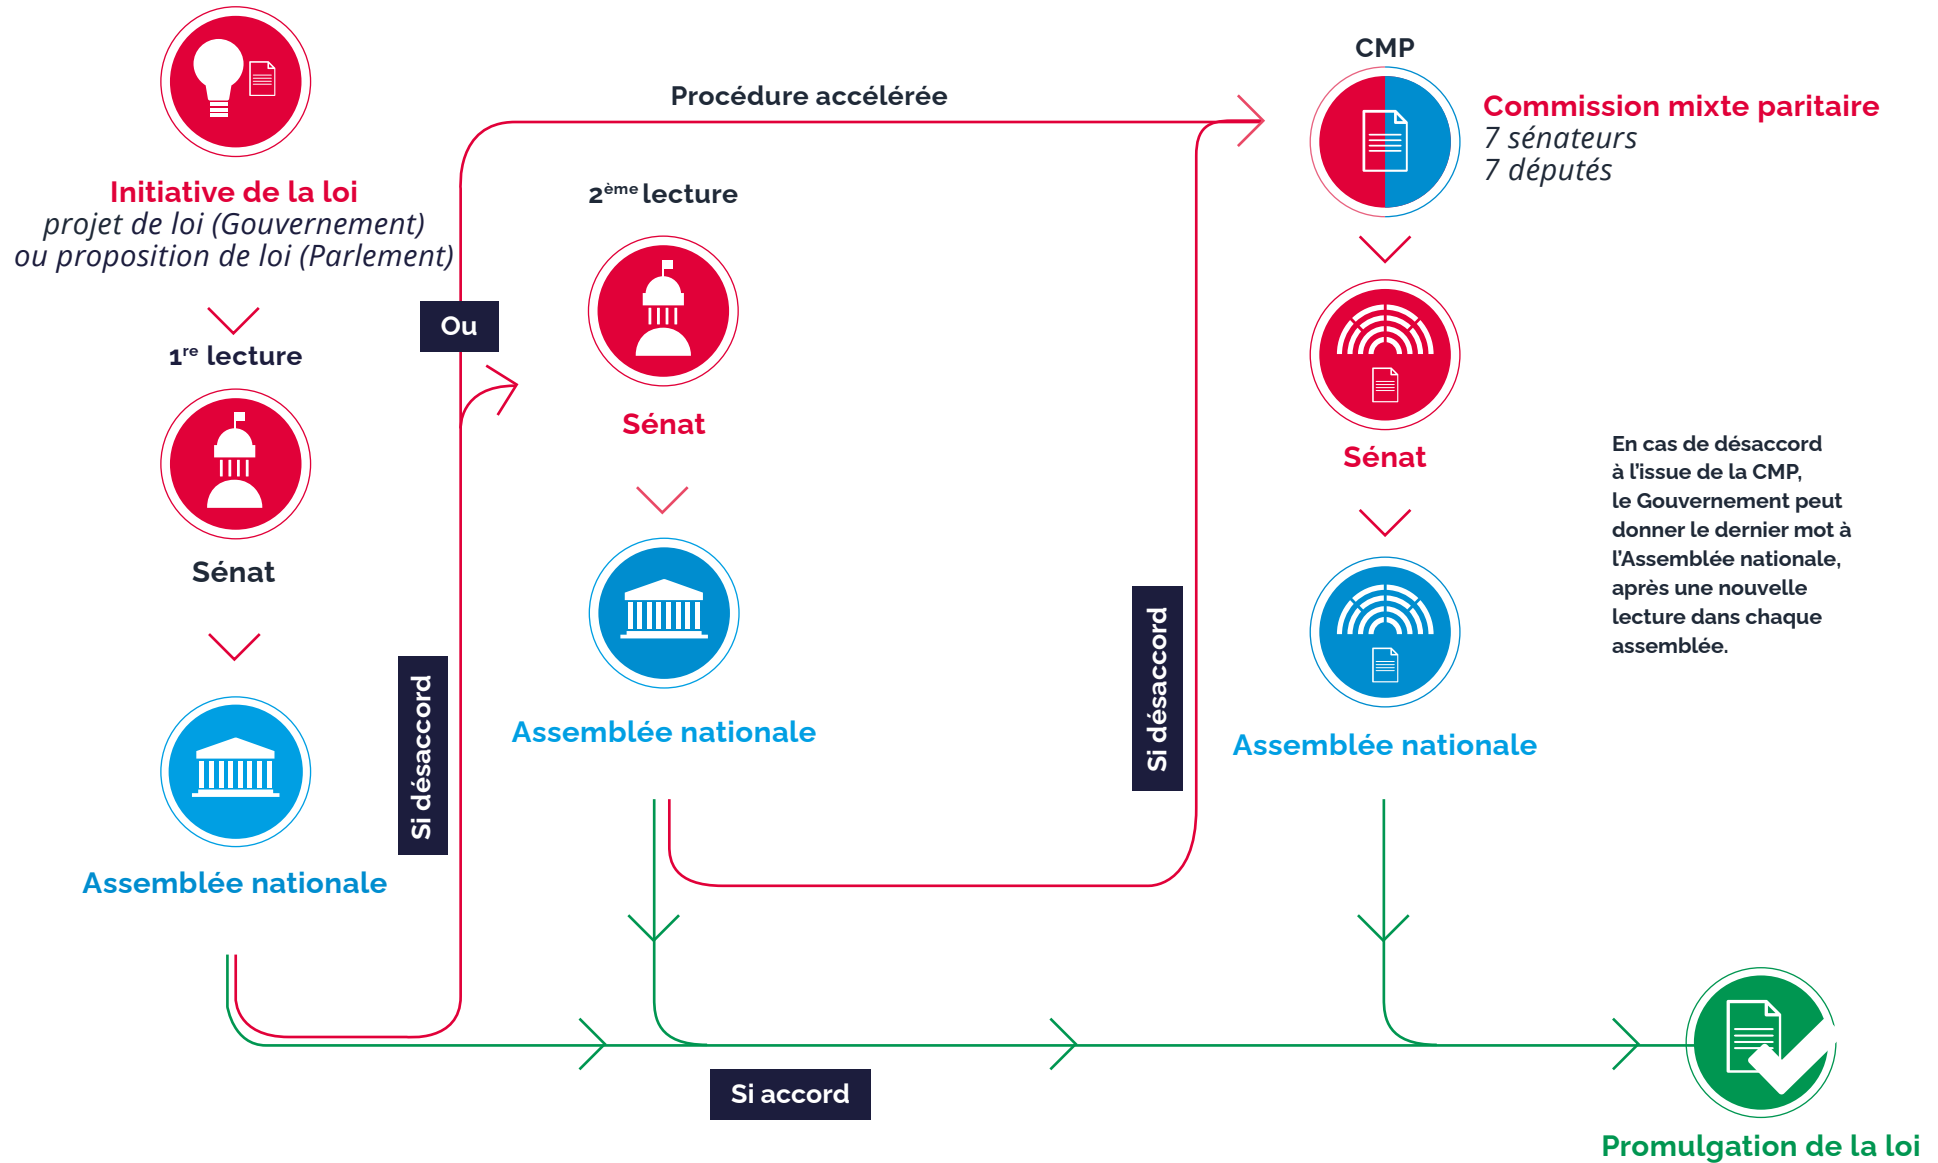 Initiative de la loi
projet de loi (Gouvernement)
ou proposition de loi (Parlement)
1re lecture
Sénat
Assemblée nationale
Si désaccord
Ou
Procédure accélérée
2ème lecture
Sénat
Assemblée nationale
Si désaccord
CMP
Commission mixte paritaire
7 sénateurs
7 députés
Sénat
Assemblée nationale
En cas de désaccord
à l’issue de la CMP,
le Gouvernement peut
donner le dernier mot à
l’Assemblée nationale,
après une nouvelle
lecture dans chaque
assemblée.
Si accord
Promulgation de la loi